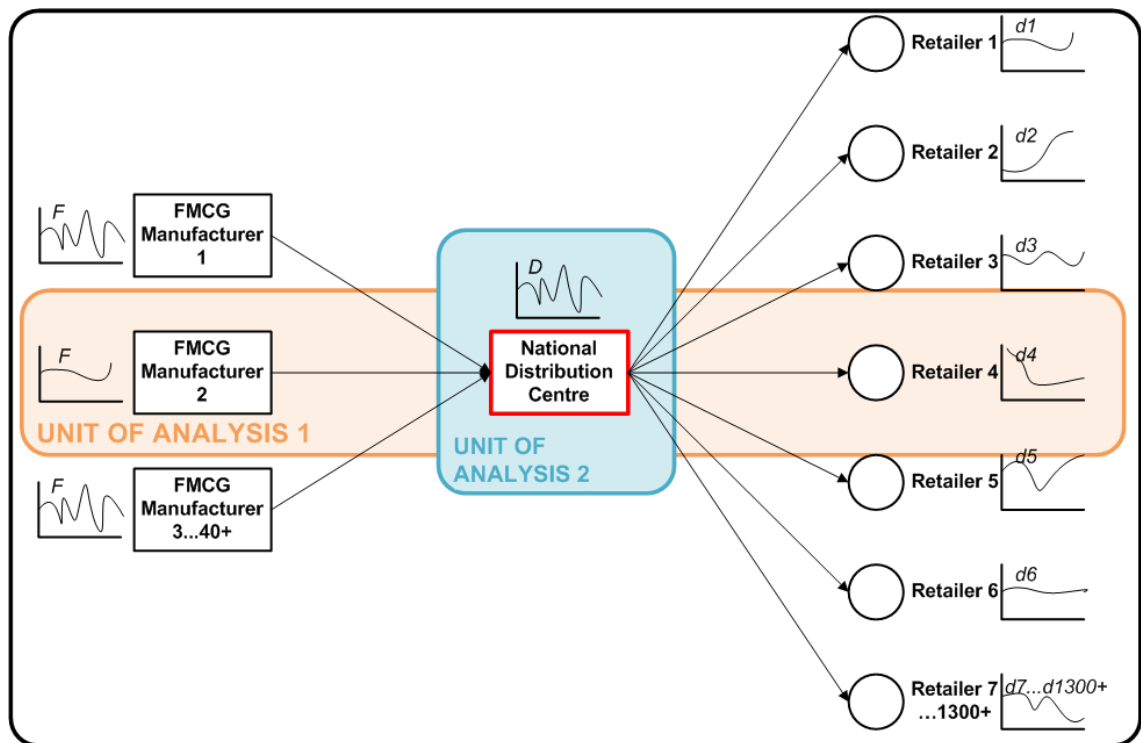 F
FMCG
Manufacturer
1
F
FMCG
Manufacturer
2
UNIT OF ANALYSIS 1
F
FMCG
Manufacturer
3...40+
D
National
Distribution
Centre
UNIT OF
ANALYSIS 2
Retailer 1
d1
Retailer 2
d2
Retailer 3
d3
Retailer 4
d4
Retailer 5
d5
Retailer 6
d6
Retailer 7
...1300+
d7...d1300+